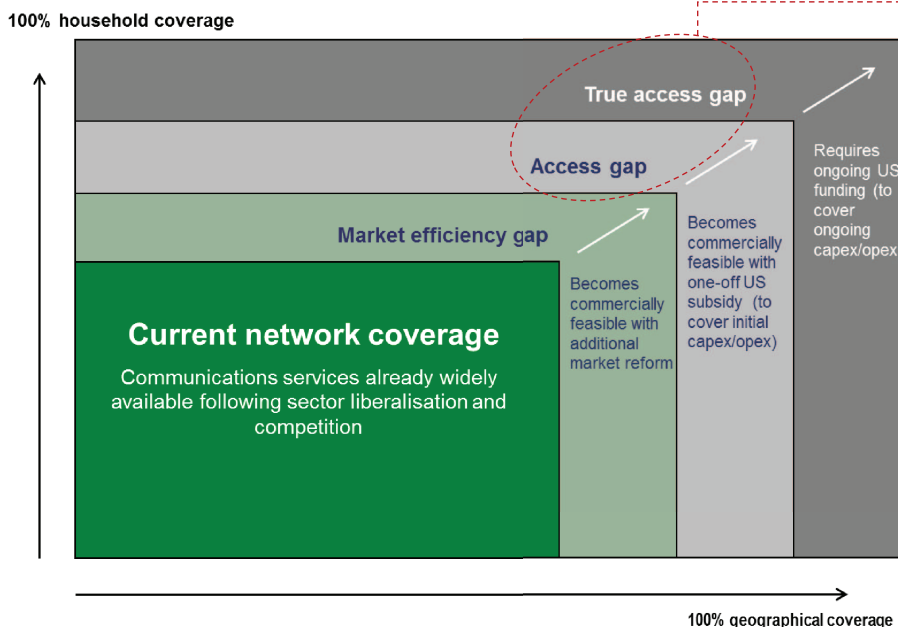 100% household coverage
True access gap
Requires
ongoing US
funding (to
cover
ongoing
capex/opex
Access gap
Becomes
commercially
feasible with
one-off US
subsidy (to
cover initial
capex/opex)
Market efficiency gap
Becomes
commercially
feasible with
additional
market reform
Current network coverage
Communications services already widely
available following sector liberalisation and
competition
100% geographical coverage